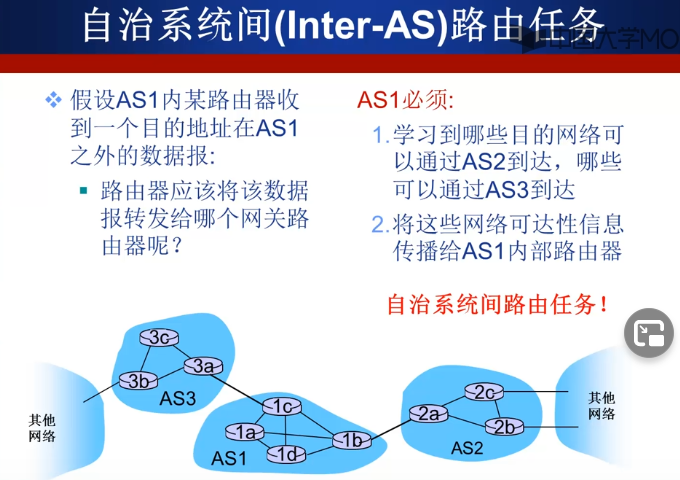 自治系统间(Inter-AS)路由任务
中国大学MO
❖ 假设AS1内某路由器收
到一个目的地址在AS1
之外的数据报:
▪ 路由器应该将该数据
报转发给哪个网关路
由器呢?
AS1必须:
1.学习到哪些目的网络可
以通过AS2到达，哪些
可以通过AS3到达
2.将这些网络可达性信息
传播给AS1内部路由器
自治系统间路由任务!
3c
3a
3b
AS3
其他
网络
1c
1a
1b
1d
AS1
2c
2a
2b
AS2
其他
网络